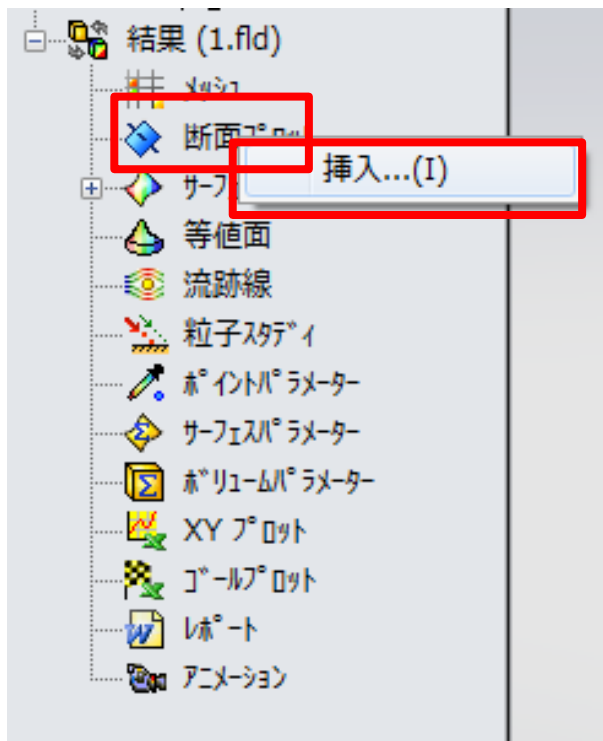 結果 (1.fld)
ﾒｯｼｭ
断面ﾌﾟﾛｯﾄ
挿入...(I)
ｻｰﾌｪ
等値面
流跡線
粒子ｽﾀﾃﾞｨ
ﾎﾟｲﾝﾄﾊﾟﾗﾒｰﾀｰ
ｻｰﾌｪｽﾊﾟﾗﾒｰﾀｰ
ﾎﾞﾘｭｰﾑﾊﾟﾗﾒｰﾀｰ
XY ﾌﾟﾛｯﾄ
ｺﾞｰﾙﾌﾟﾛｯﾄ
ﾚﾎﾟｰﾄ
ｱﾆﾒｰｼｮﾝ